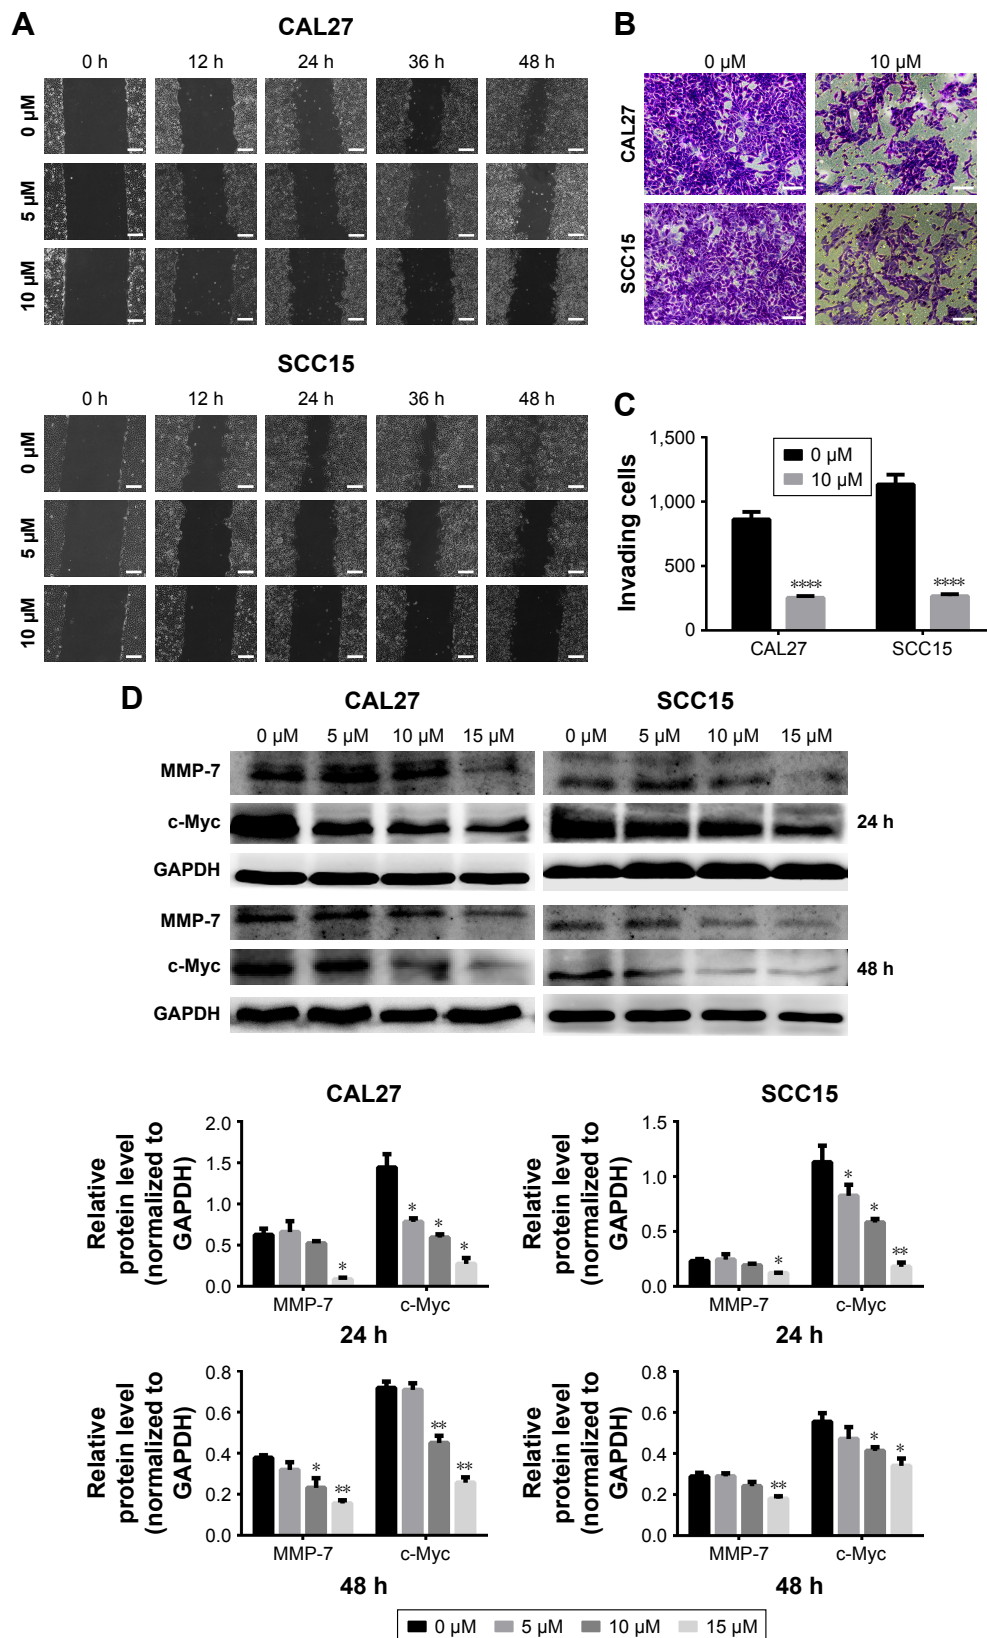 A
CAL27
0 h 12 h 24 h 36 h 48 h
0 µM
5 µM
10 µM
SCC15
0 h 12 h 24 h 36 h 48 h
0 µM
5 µM
10 µM
B
0 µM 10 µM
CAL27
SCC15
C
Invading cells
1,500
1,000
500
0
0 µM
10 µM
**** ****
CAL27 SCC15
D
CAL27 SCC15
0 µM 5 µM 10 µM 15 µM 0 µM 5 µM 10 µM 15 µM
MMP-7
c-Myc 24 h
GAPDH
MMP-7
c-Myc 48 h
GAPDH
CAL27
Relative
protein level
(normalized to
GAPDH)
2.0
1.5
1.0
0.5
0.0
* * * *
MMP-7 c-Myc
24 h
SCC15
Relative
protein level
(normalized to
GAPDH)
1.5
1.0
0.5
0.0
* * * **
MMP-7 c-Myc
24 h
Relative
protein level
(normalized to
GAPDH)
0.8
0.6
0.4
0.2
0.0
* ** ** **
MMP-7 c-Myc
48 h
Relative
protein level
(normalized to
GAPDH)
0.8
0.6
0.4
0.2
0.0
** * *
MMP-7 c-Myc
48 h
0 µM 5 µM 10 µM 15 µM